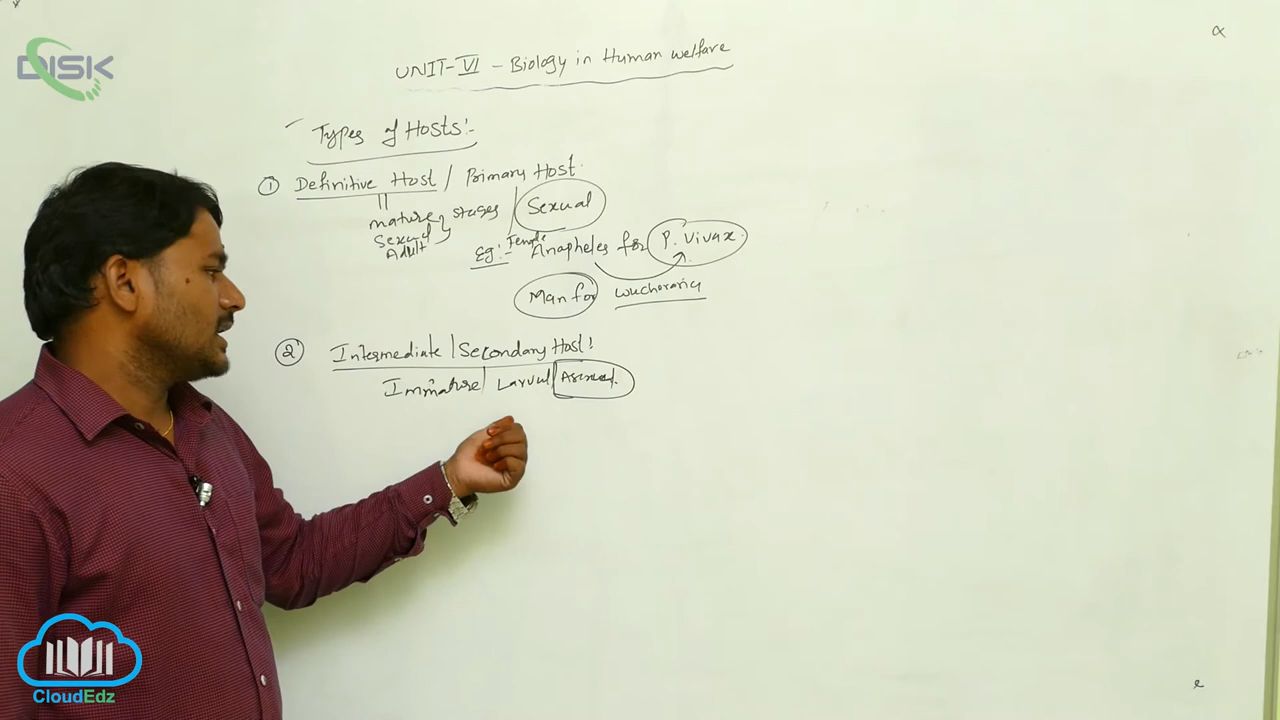 DISK
UNIT-VI - Biology in Human welfare
Types of Hosts:-
① Definitive Host / Primary Host.
mature stages / Sexual
Sexual
Adult
Eg:- Female Anapheles for P. Vivax.
Man for Wuchoraria
② Intermediate / Secondary Host:
Immature / Larval / Asexual.
CloudEdz